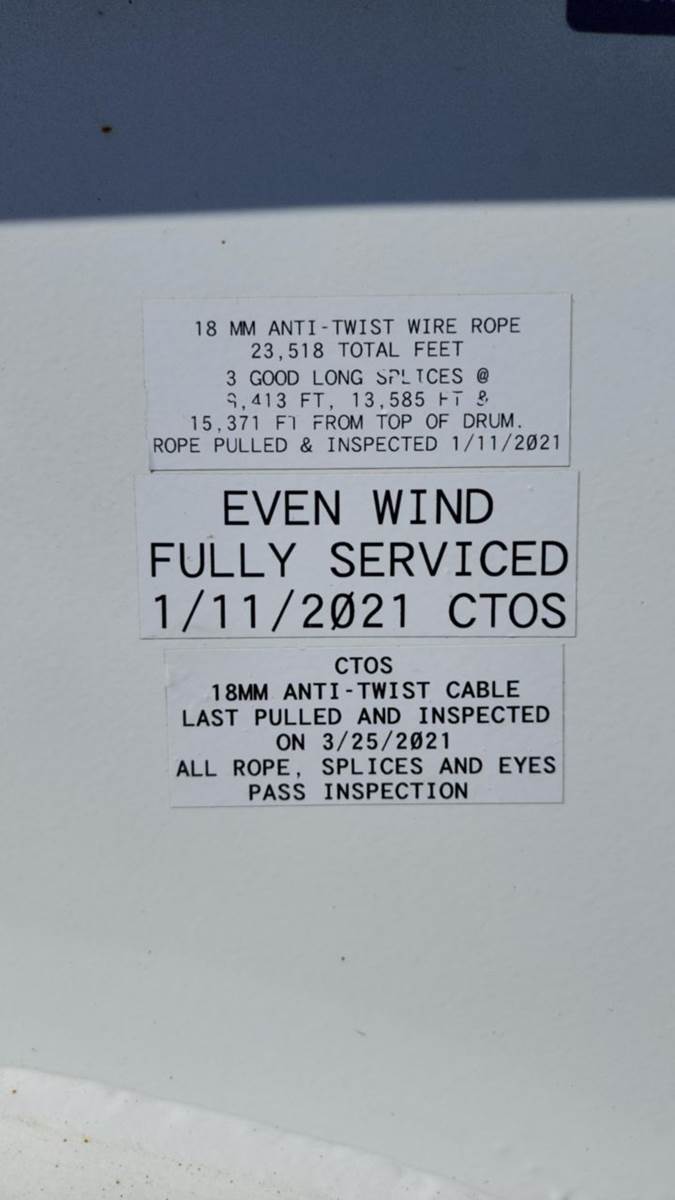 18 MM ANTI-TWIST WIRE ROPE
23,518 TOTAL FEET
3 GOOD LONG SPLICES @
FT, 13,585 FT &
15,371 FT FROM TOP OF DRUM.
ROPE PULLED & INSPECTED 1/11/2021
EVEN WIND
FULLY SERVICED
1/11/2021 CTOS
CTOS
18MM ANTI-TWIST CABLE
LAST PULLED AND INSPECTED
ON 3/25/2021
ALL ROPE, SPLICES AND EYES
PASS INSPECTION